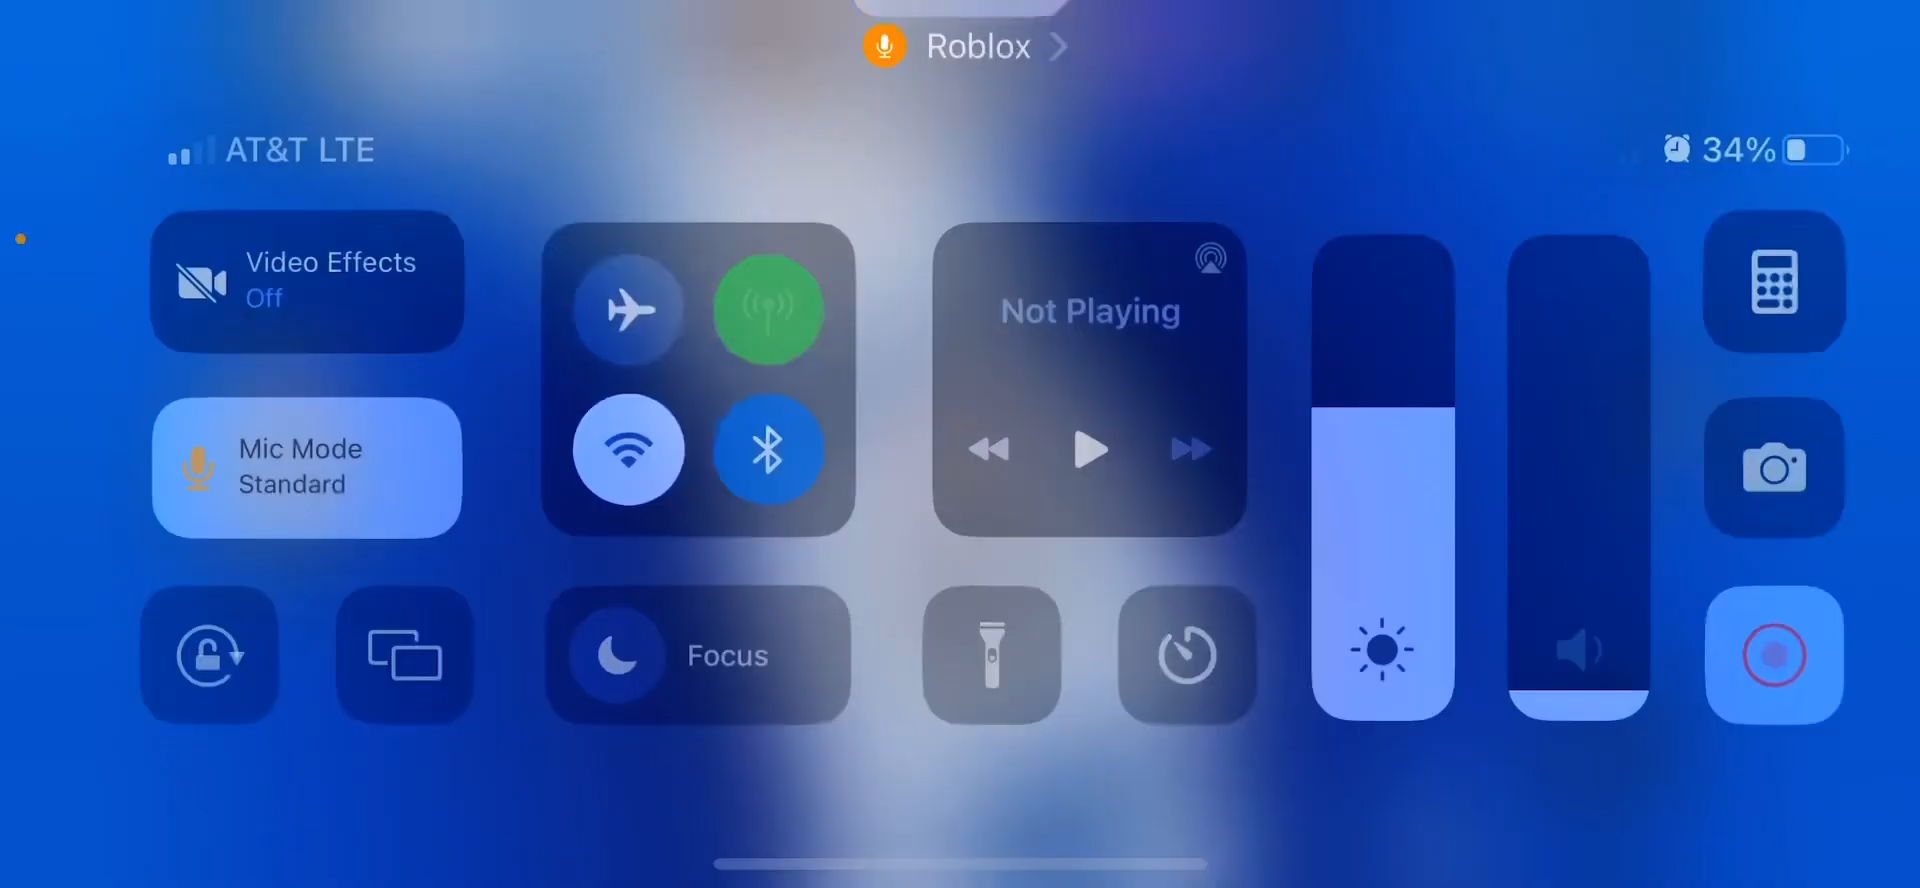 Roblox
AT&T LTE
34%
Video Effects
Off
Not Playing
Mic Mode
Standard
Focus